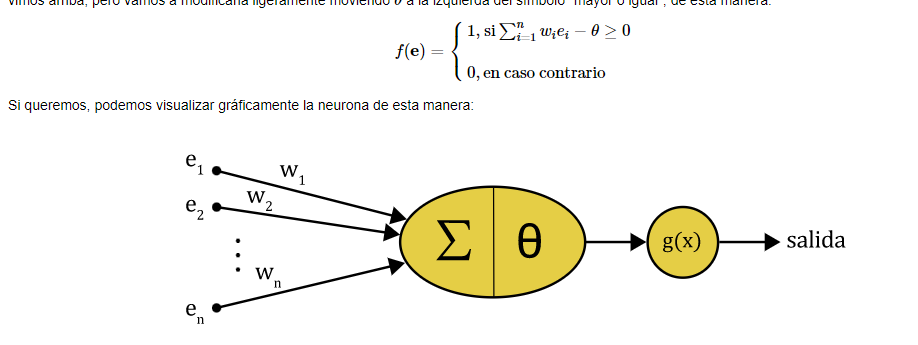 vimos arriba, pero vamos a modificarla ligeramente moviendo θ a la izquierda del símbolo "mayor o igual", de esta manera:
f(e) = { 1, si ∑ⁿᵢ₌₁ wᵢeᵢ − θ ≥ 0
0, en caso contrario
Si queremos, podemos visualizar gráficamente la neurona de esta manera:
e₁ w₁
e₂ w₂
∑ θ g(x) salida
⋮ wₙ
eₙ